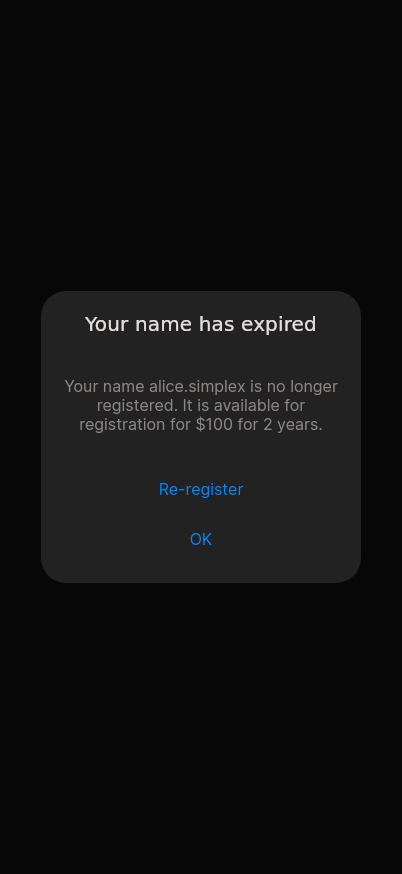 Your name has expired
Your name alice.simplex is no longer
registered. It is available for
registration for $100 for 2 years.
Re-register
OK